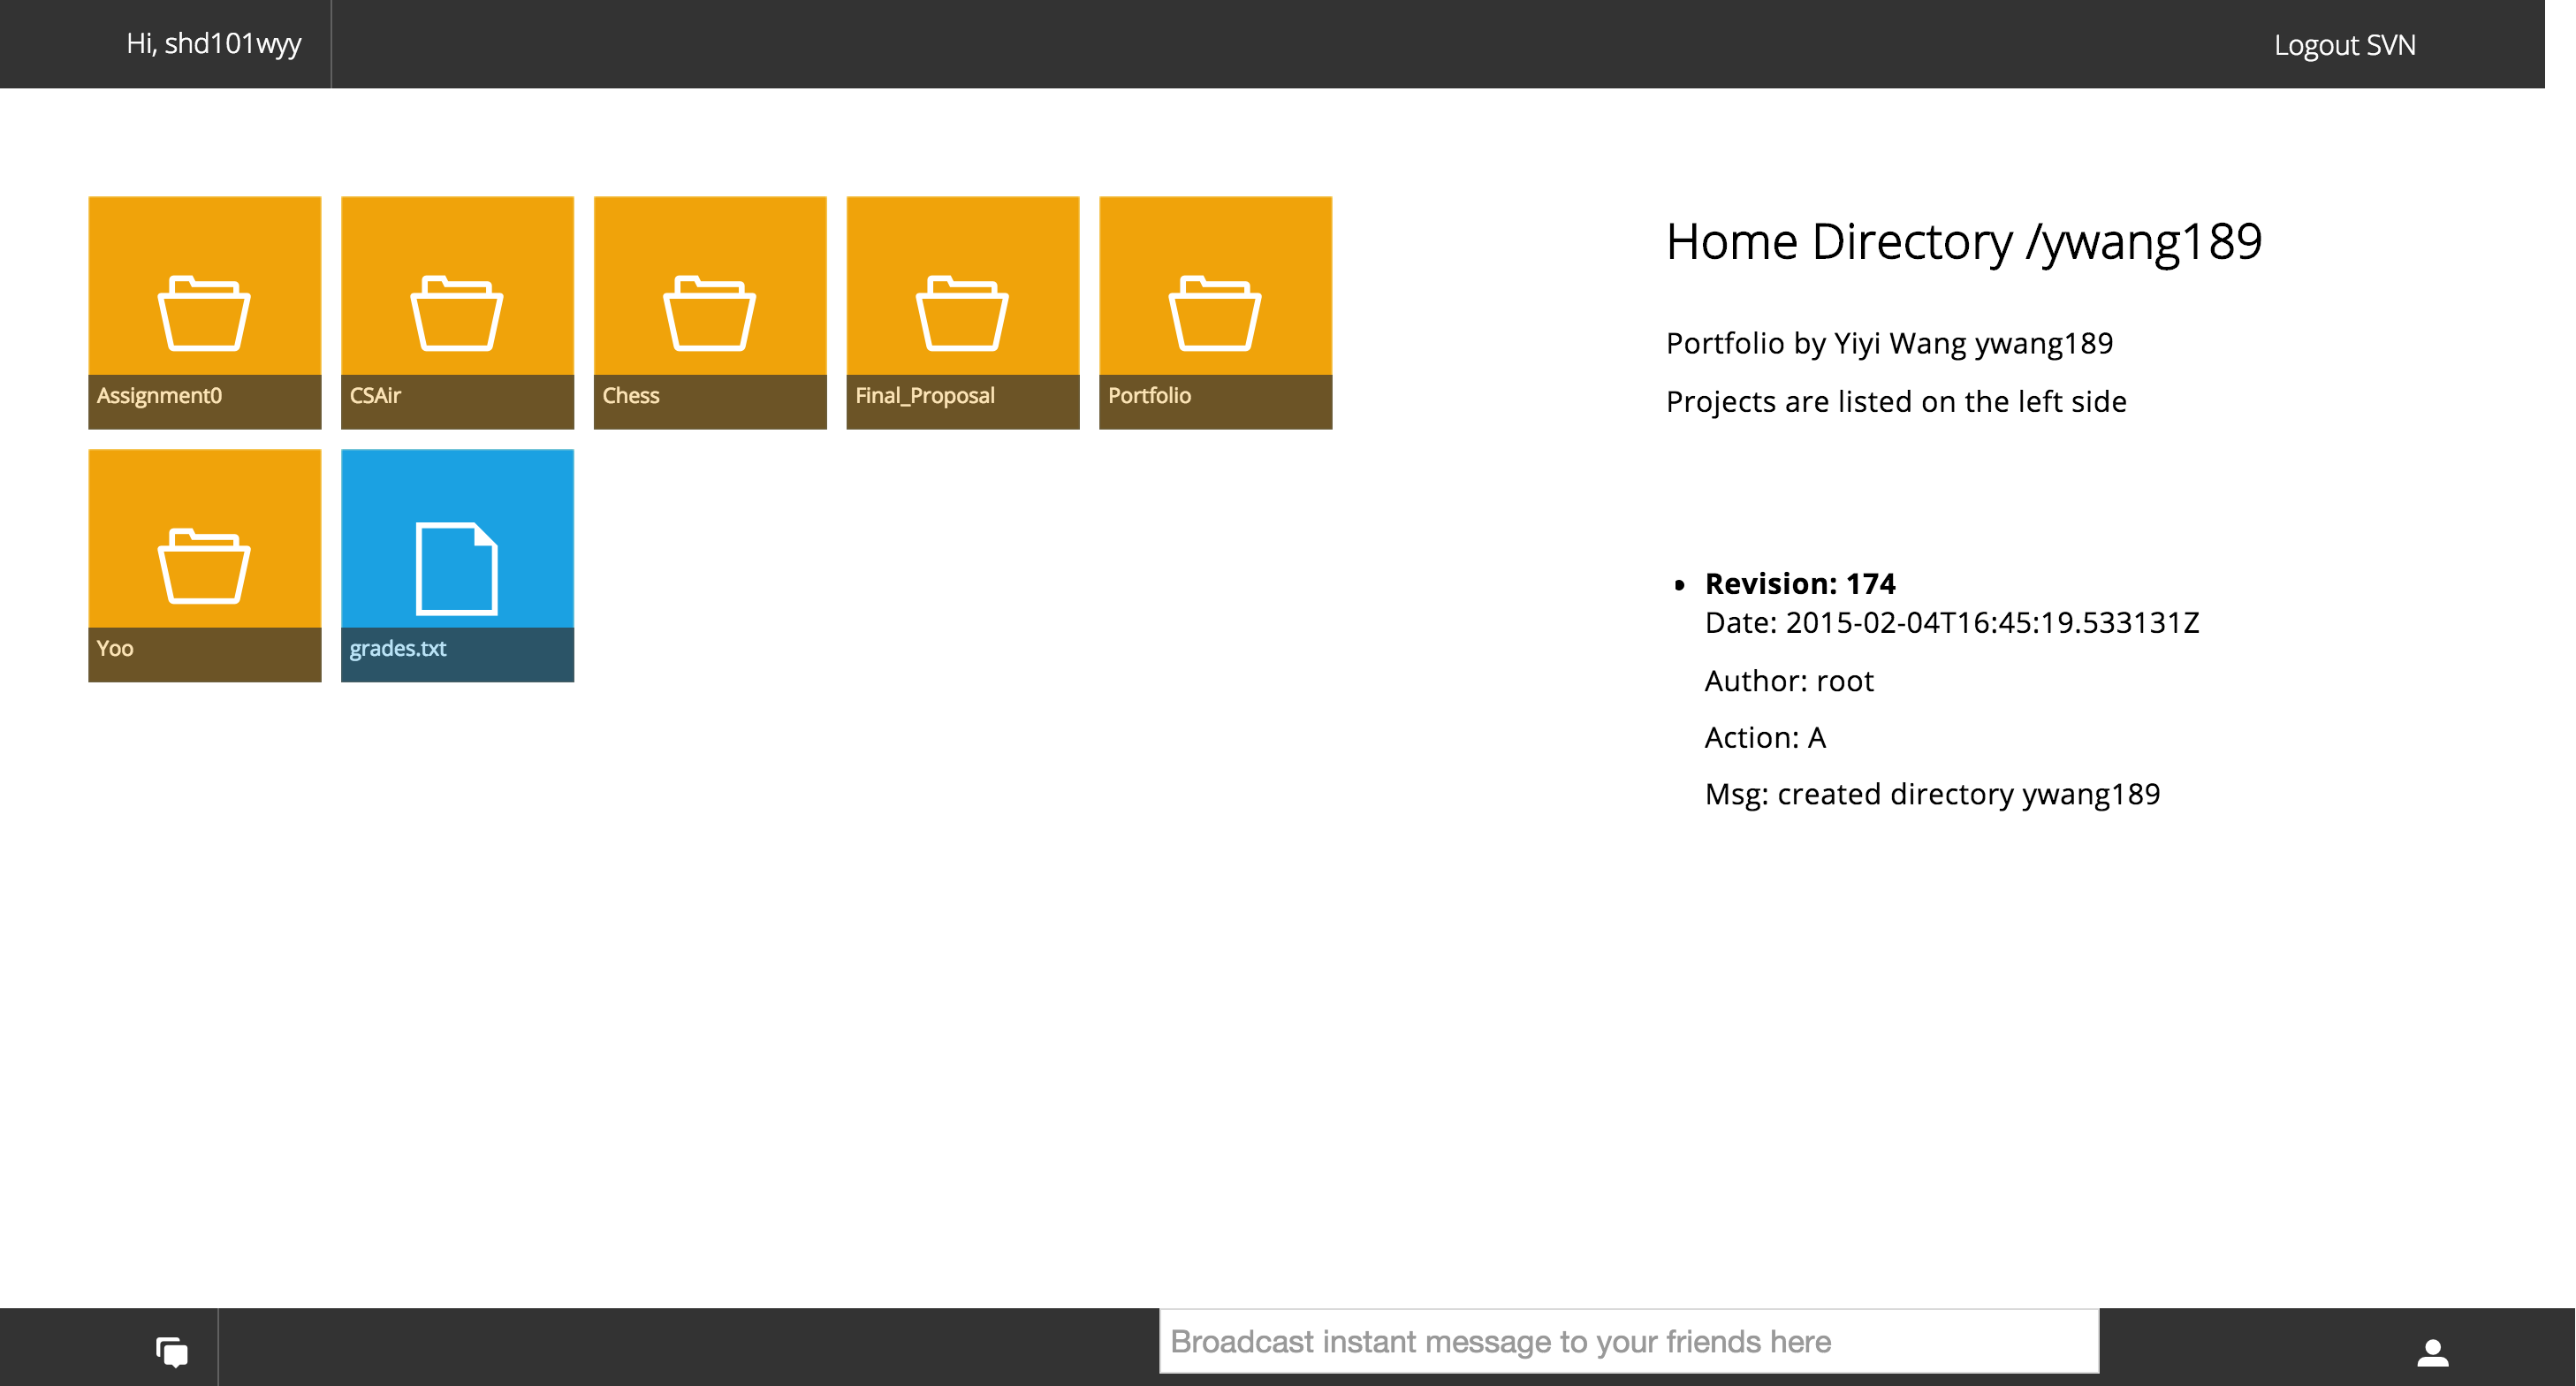 Hi, shd101wyy
Logout SVN
Assignment0
CSAir
Chess
Final_Proposal
Portfolio
Yoo
grades.txt
Home Directory /ywang189
Portfolio by Yiyi Wang ywang189
Projects are listed on the left side
Revision: 174
Date: 2015-02-04T16:45:19.533131Z
Author: root
Action: A
Msg: created directory ywang189
Broadcast instant message to your friends here